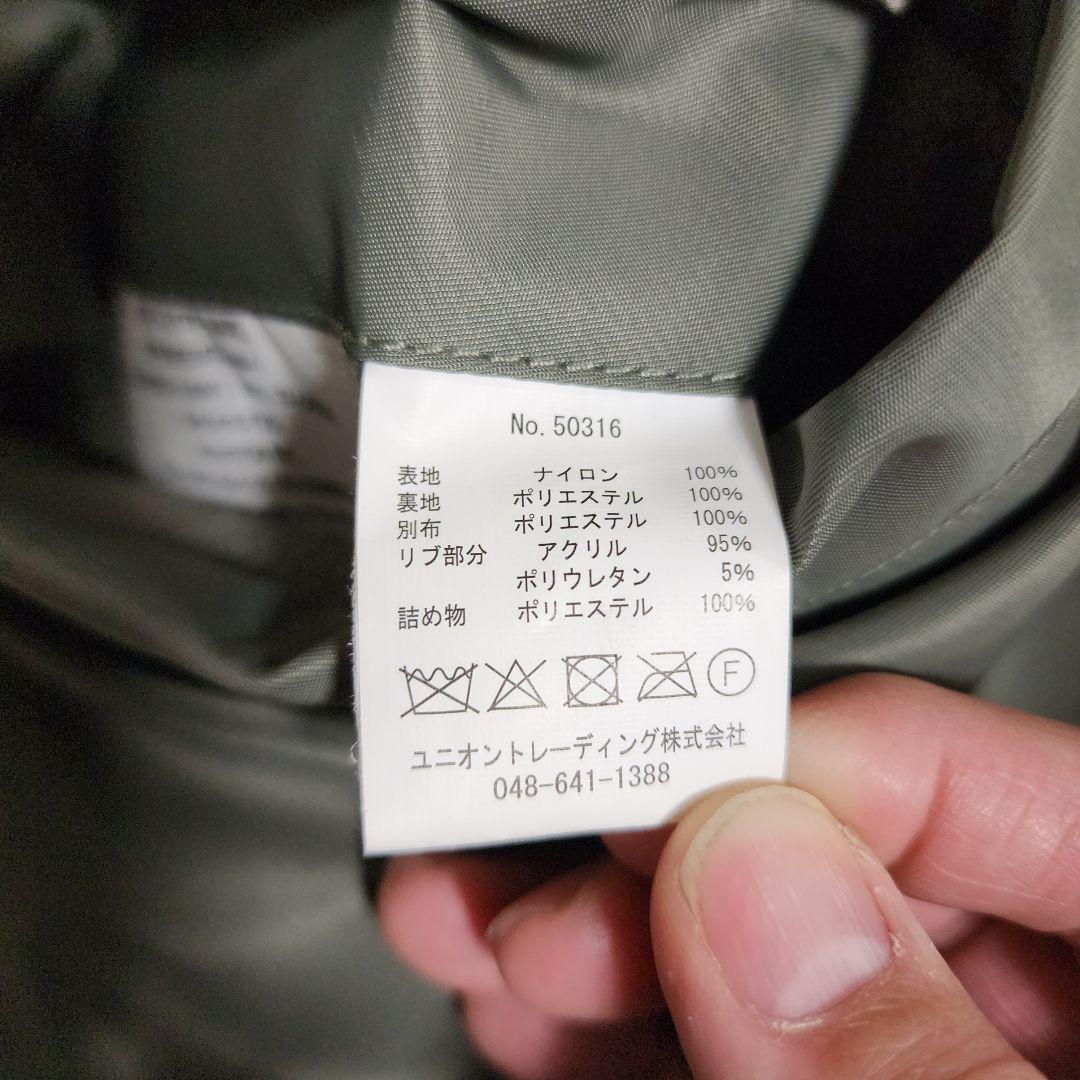 No. 50316
表地 ナイロン 100%
裏地 ポリエステル 100%
別布 ポリエステル 100%
リブ部分 アクリル 95%
ポリウレタン 5%
詰め物 ポリエステル 100%
F
ユニオントレーディング株式会社
048-641-1388